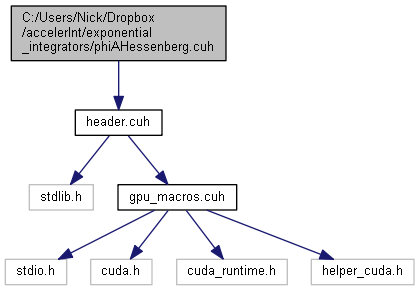 C:/Users/Nick/Dropbox
/accelerInt/exponential
_integrators/phiAHessenberg.cuh
header.cuh
stdlib.h
gpu_macros.cuh
stdio.h
cuda.h
cuda_runtime.h
helper_cuda.h